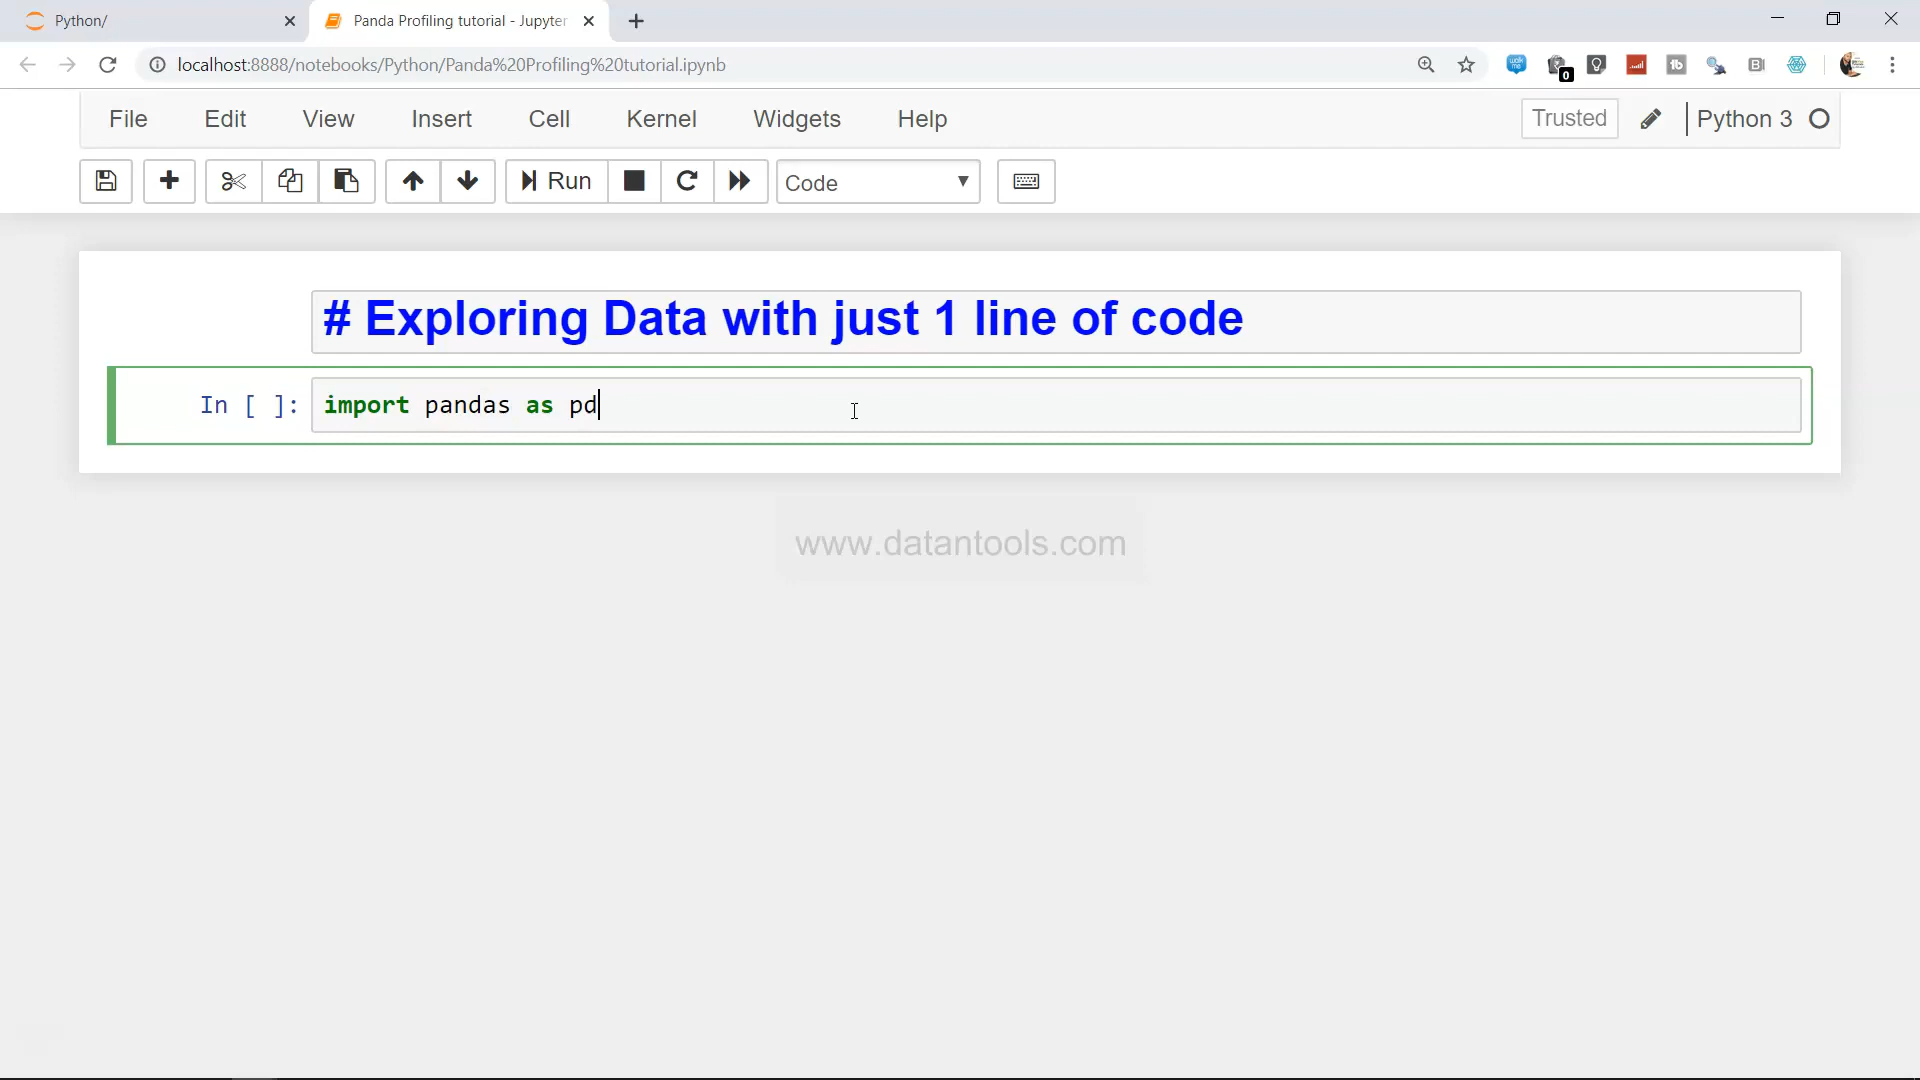 Python/
Panda Profiling tutorial - Jupyter
localhost:8888/notebooks/Python/Panda%20Profiling%20tutorial.ipynb
0
File Edit View Insert Cell Kernel Widgets Help Trusted Python 3
Run Code
# Exploring Data with just 1 line of code
In [ ]: import pandas as pd
www.datantools.com